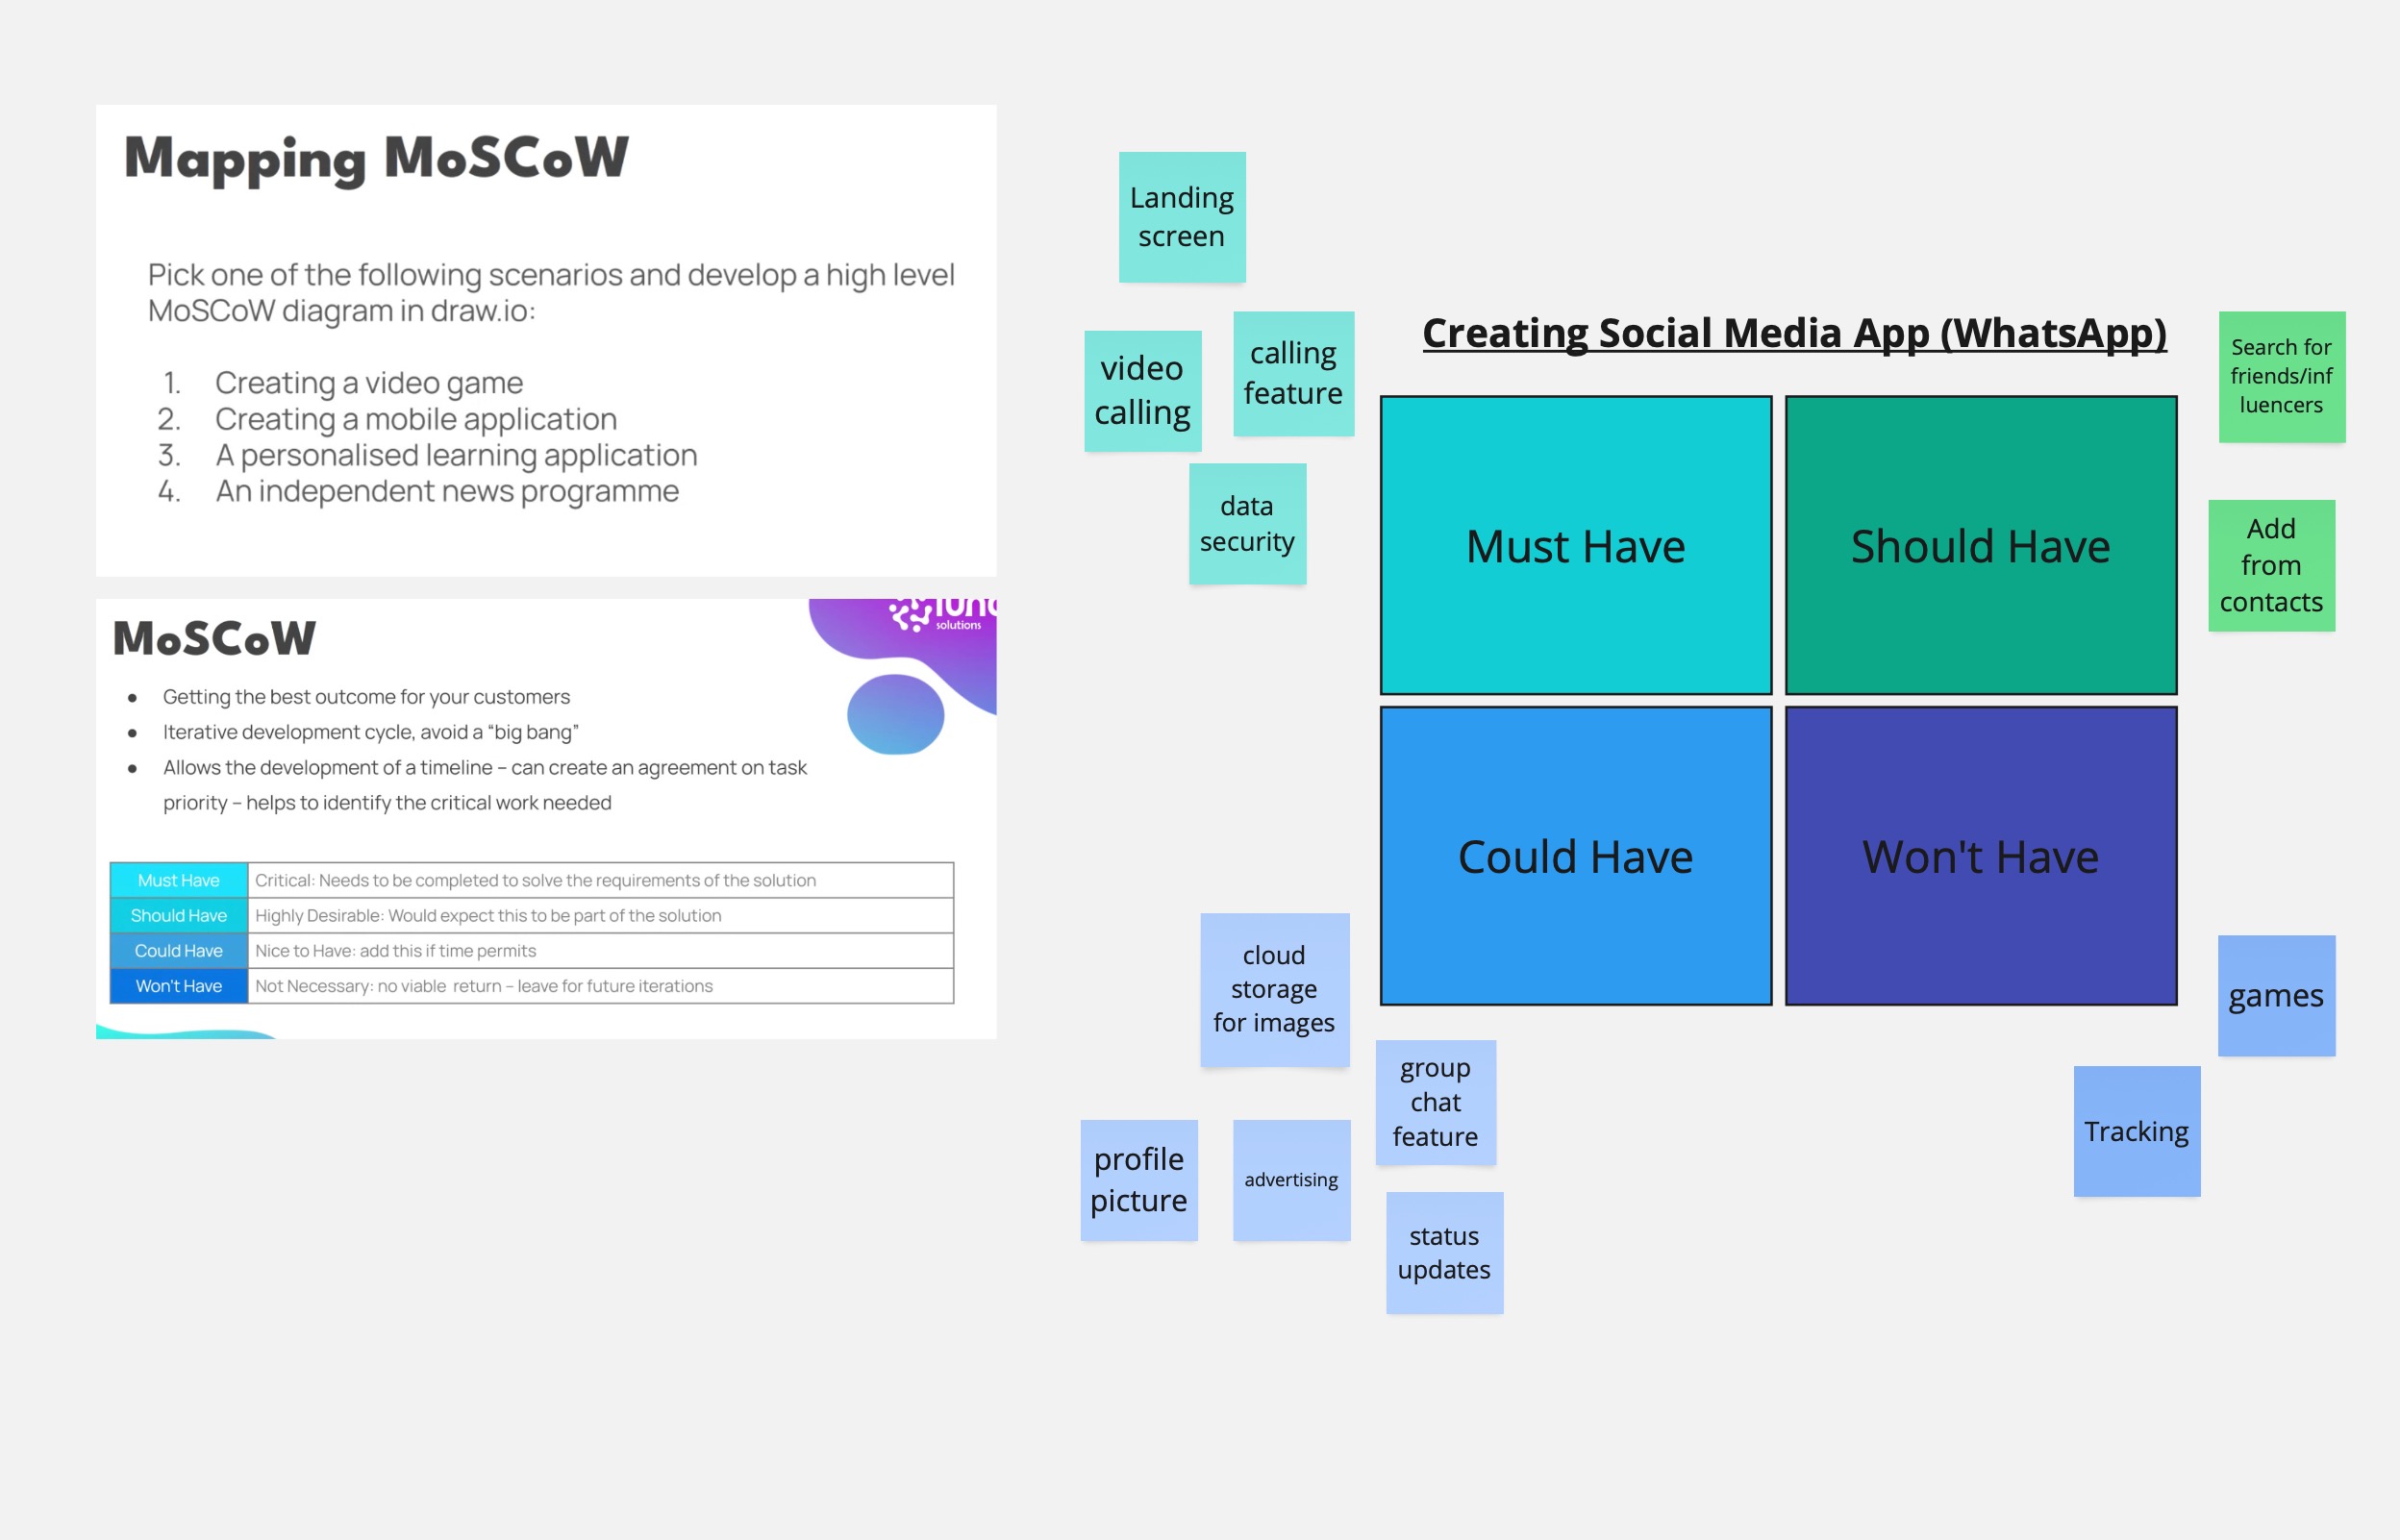 Mapping MoSCoW
Pick one of the following scenarios and develop a high level
MoSCoW diagram in draw.io:
1. Creating a video game
2. Creating a mobile application
3. A personalised learning application
4. An independent news programme
solutions
MoSCoW
● Getting the best outcome for your customers
● Iterative development cycle, avoid a “big bang”
● Allows the development of a timeline – can create an agreement on task
priority – helps to identify the critical work needed
Must Have Critical: Needs to be completed to solve the requirements of the solution
Should Have Highly Desirable: Would expect this to be part of the solution
Could Have Nice to Have: add this if time permits
Won't Have Not Necessary: no viable return – leave for future iterations
Landing
screen
video
calling
calling
feature
data
security
Creating Social Media App (WhatsApp)
Must Have
Should Have
Could Have
Won't Have
Search for
friends/inf
luencers
Add
from
contacts
cloud
storage
for images
group
chat
feature
profile
picture
advertising
status
updates
games
Tracking